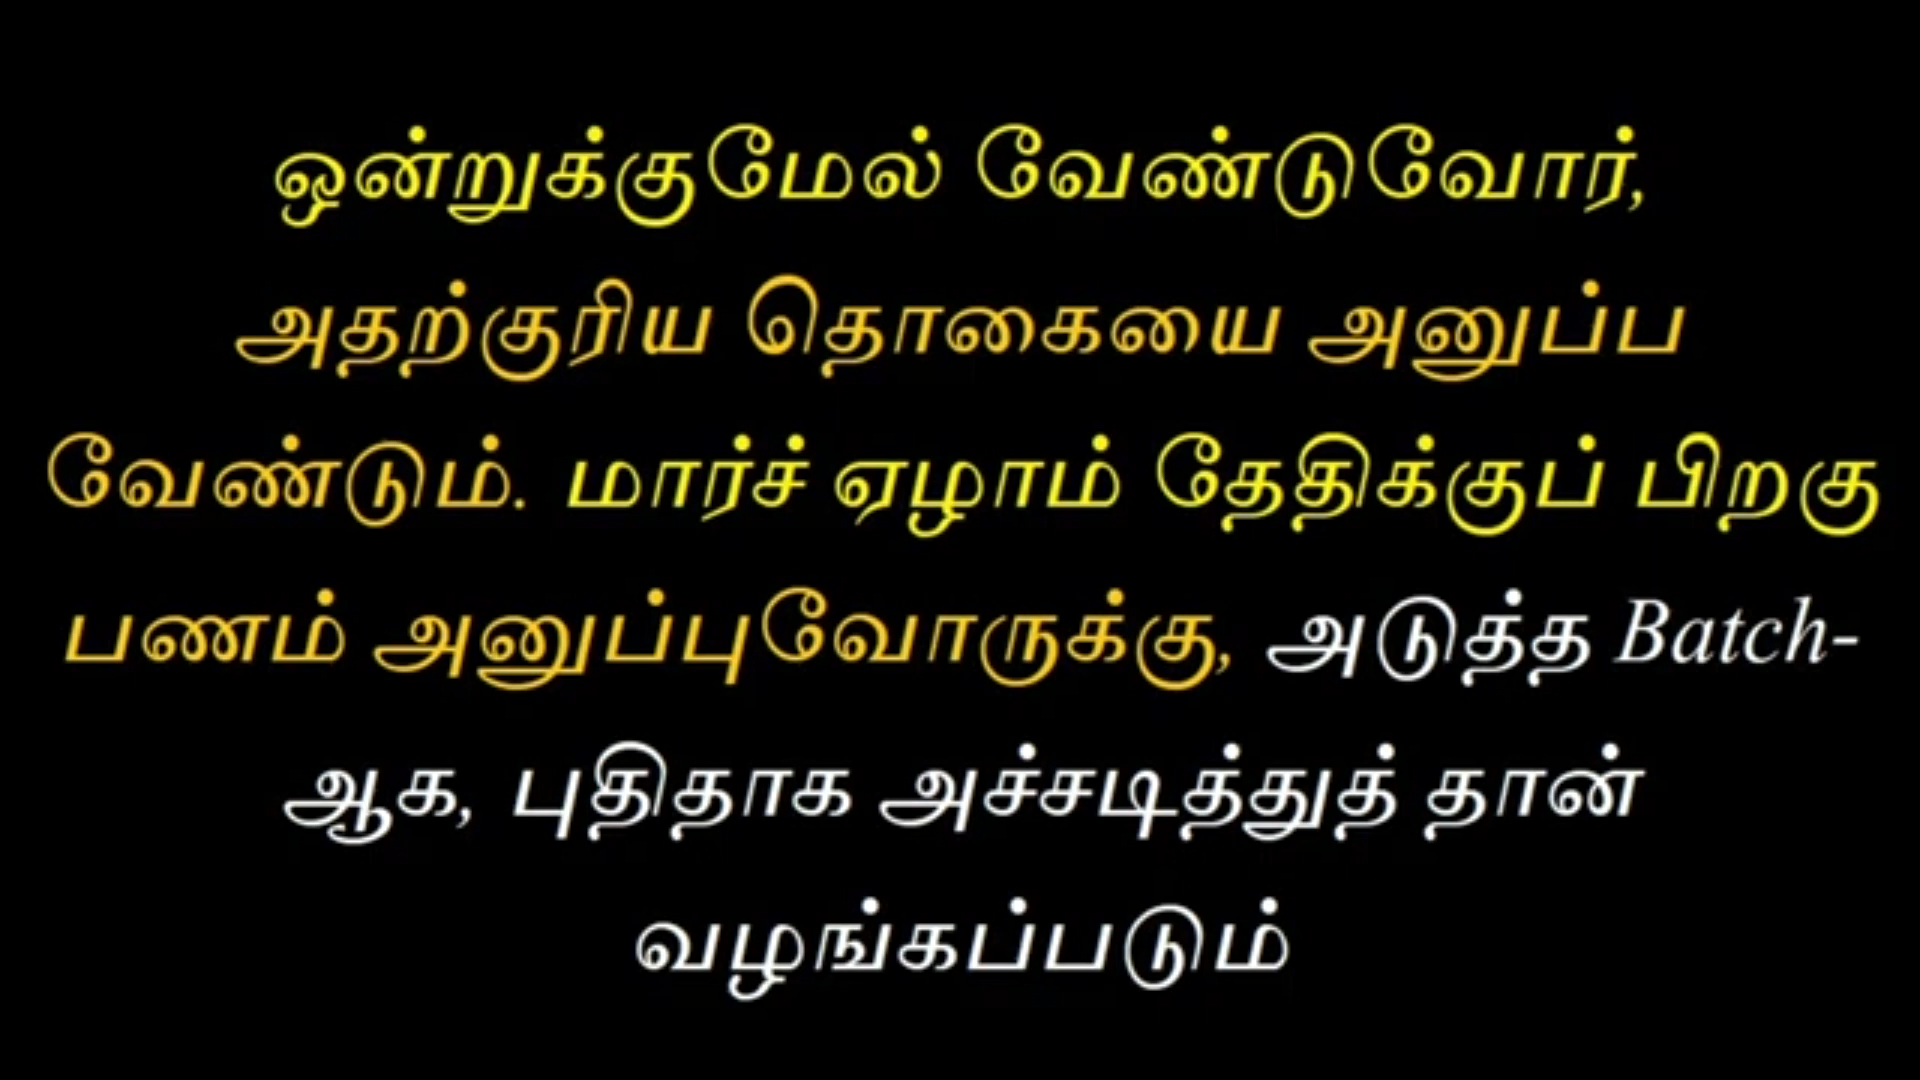 ஒன்றுக்குமேல் வேண்டுவோர்,
அதற்குரிய தொகையை அனுப்ப
வேண்டும். மார்ச் ஏழாம் தேதிக்குப் பிறகு
பணம் அனுப்புவோருக்கு, அடுத்த Batch-
ஆக, புதிதாக அச்சடித்துத் தான்
வழங்கப்படும்